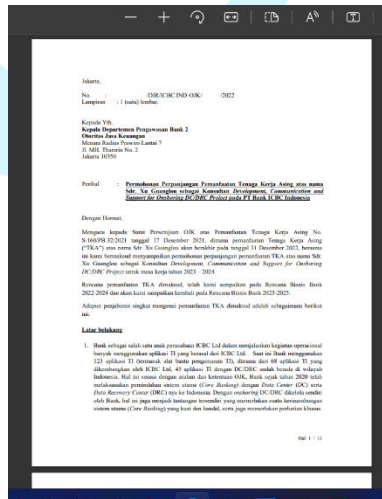 Jakarta,
No. : /DIR/ICBC.IND-OJK/ /2022
Lampiran : 1 (satu) lembar.
Kepada Yth.
Kepala Departemen Pengawasan Bank 2
Otoritas Jasa Keuangan
Menara Radius Prawiro Lantai 7
Jl. MH. Thamrin No. 2
Jakarta 10350
Perihal : Permohonan Perpanjangan Pemanfaatan Tenaga Kerja Asing atas nama
Sdr. Xu Guanglin sebagai Konsultan Development, Communication and
Support for Onshoring DC/DRC Project pada PT Bank ICBC Indonesia
Dengan Hormat,
Mengacu kepada Surat Persetujuan OJK atas Pemanfaatan Tenaga Kerja Asing No.
S-160/PB.32/2021 tanggal 17 Desember 2021, dimana pemanfaatan Tenaga Kerja Asing
("TKA") atas nama Sdr. Xu Guanglin akan berakhir pada tanggal 31 Desember 2022, bersama
ini kami bermaksud menyampaikan permohonan perpanjangan pemanfaatan TKA atas nama Sdr.
Xu Guanglin sebagai Konsultan Development, Communication and Support for Onshoring
DC/DRC Project untuk masa kerja tahun 2023 - 2024.
Rencana pemanfaatan TKA dimaksud, telah kami sampaikan pada Rencana Bisnis Bank
2022-2024 dan akan kami sampaikan kembali pada Rencana Bisnis Bank 2023-2025.
Adapun penjabaran singkat mengenai pemanfaatan TKA dimaksud adalah sebagaimana berikut
ini.
Latar belakang
1. Bank sebagai salah satu anak perusahaan ICBC Ltd dalam menjalankan kegiatan operasional
banyak menggunakan aplikasi TI yang berasal dari ICBC Ltd. Saat ini Bank menggunakan
123 aplikasi TI (termasuk alat bantu pengamanan TI), dimana dari 68 aplikasi TI yang
dikembangkan oleh ICBC Ltd, 45 aplikasi TI dengan DC/DRC sudah berada di wilayah
Indonesia. Hal ini sesuai dengan arahan dan ketentuan OJK, Bank sejak tahun 2020 telah
melaksanakan pemindahan sistem utama (Core Banking) dengan Data Center (DC) serta
Data Recovery Center (DRC) nya ke Indonesia. Dengan onshoring DC/DRC dikelola sendiri
oleh Bank, hal ini juga menjadi tantangan tersendiri yang memerlukan suatu kesinambungan
sistem utama (Core Banking) yang kuat dan handal, serta juga memerlukan perhatian khusus
Hal 1 / 11